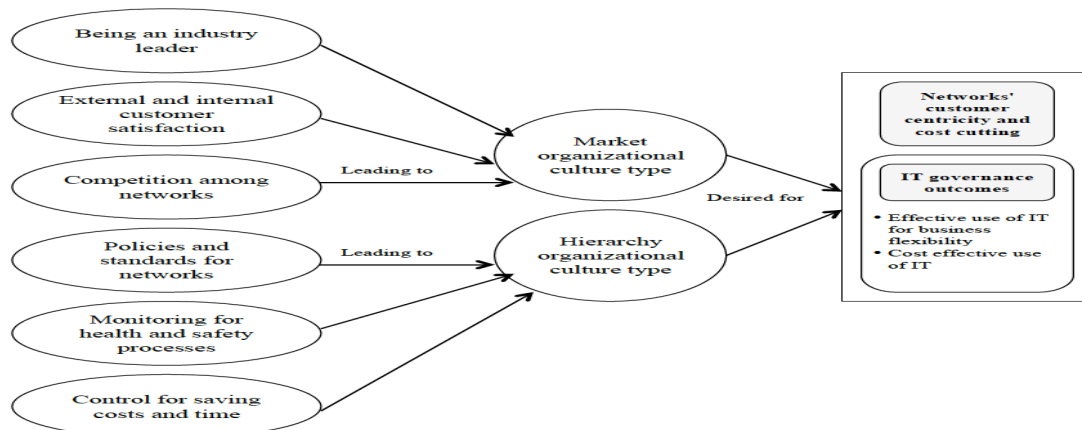 Being an industry
leader
External and internal
customer
satisfaction
Competition among
networks
Policies and
standards for
networks
Monitoring for
health and safety
processes
Control for saving
costs and time
Leading to
Leading to
Market
organizational
culture type
Hierarchy
organizational
culture type
Desired for
Networks'
customer
centricity and
cost cutting
IT governance
outcomes
• Effective use of IT
for business
flexibility
• Cost effective use
of IT